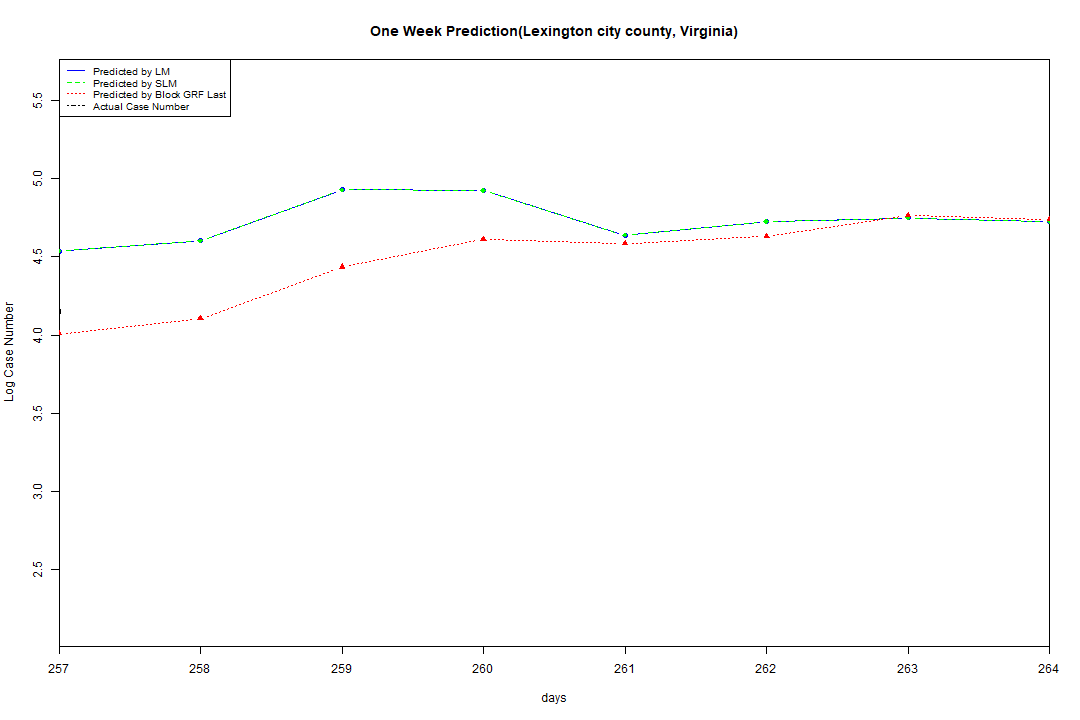 One Week Prediction(Lexington city county, Virginia)
Predicted by LM
Predicted by SLM
Predicted by Block GRF Last
Actual Case Number
5.5
5.0
4.5
4.0
3.5
3.0
2.5
Log Case Number
257 258 259 260 261 262 263 264
days